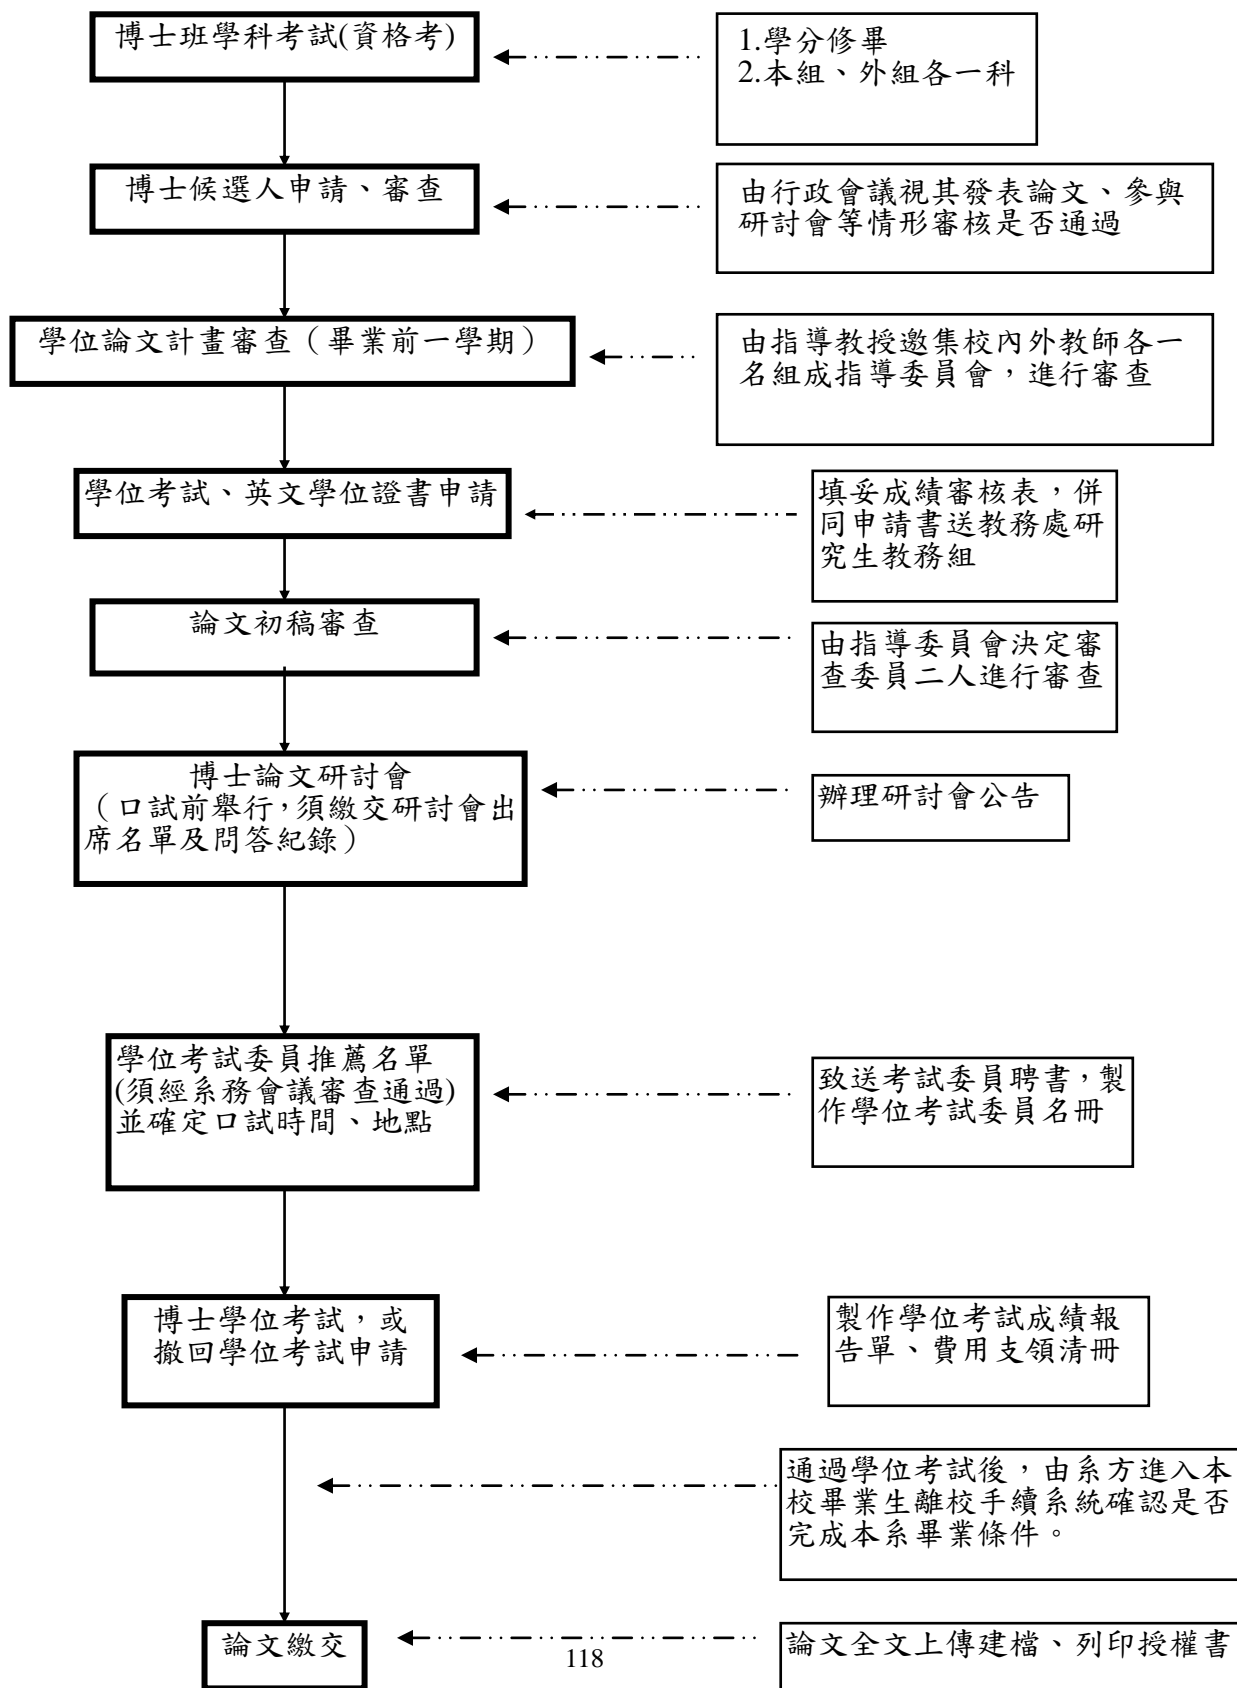 博士班學科考試(資格考)
1.學分修畢
2.本組、外組各一科
博士候選人申請、審查
由行政會議視其發表論文、參與
研討會等情形審核是否通過
學位論文計畫審查（畢業前一學期）
由指導教授邀集校內外教師各一
名組成指導委員會，進行審查
學位考試、英文學位證書申請
填妥成績審核表，併
同申請書送教務處研
究生教務組
論文初稿審查
由指導委員會決定審
查委員二人進行審查
博士論文研討會
（口試前舉行，須繳交研討會出
席名單及問答紀錄）
辦理研討會公告
學位考試委員推薦名單
(須經系務會議審查通過)
並確定口試時間、地點
致送考試委員聘書，製
作學位考試委員名冊
博士學位考試，或
撤回學位考試申請
製作學位考試成績報
告單、費用支領清冊
通過學位考試後，由系方進入本
校畢業生離校手續系統確認是否
完成本系畢業條件。
論文繳交
論文全文上傳建檔、列印授權書
118